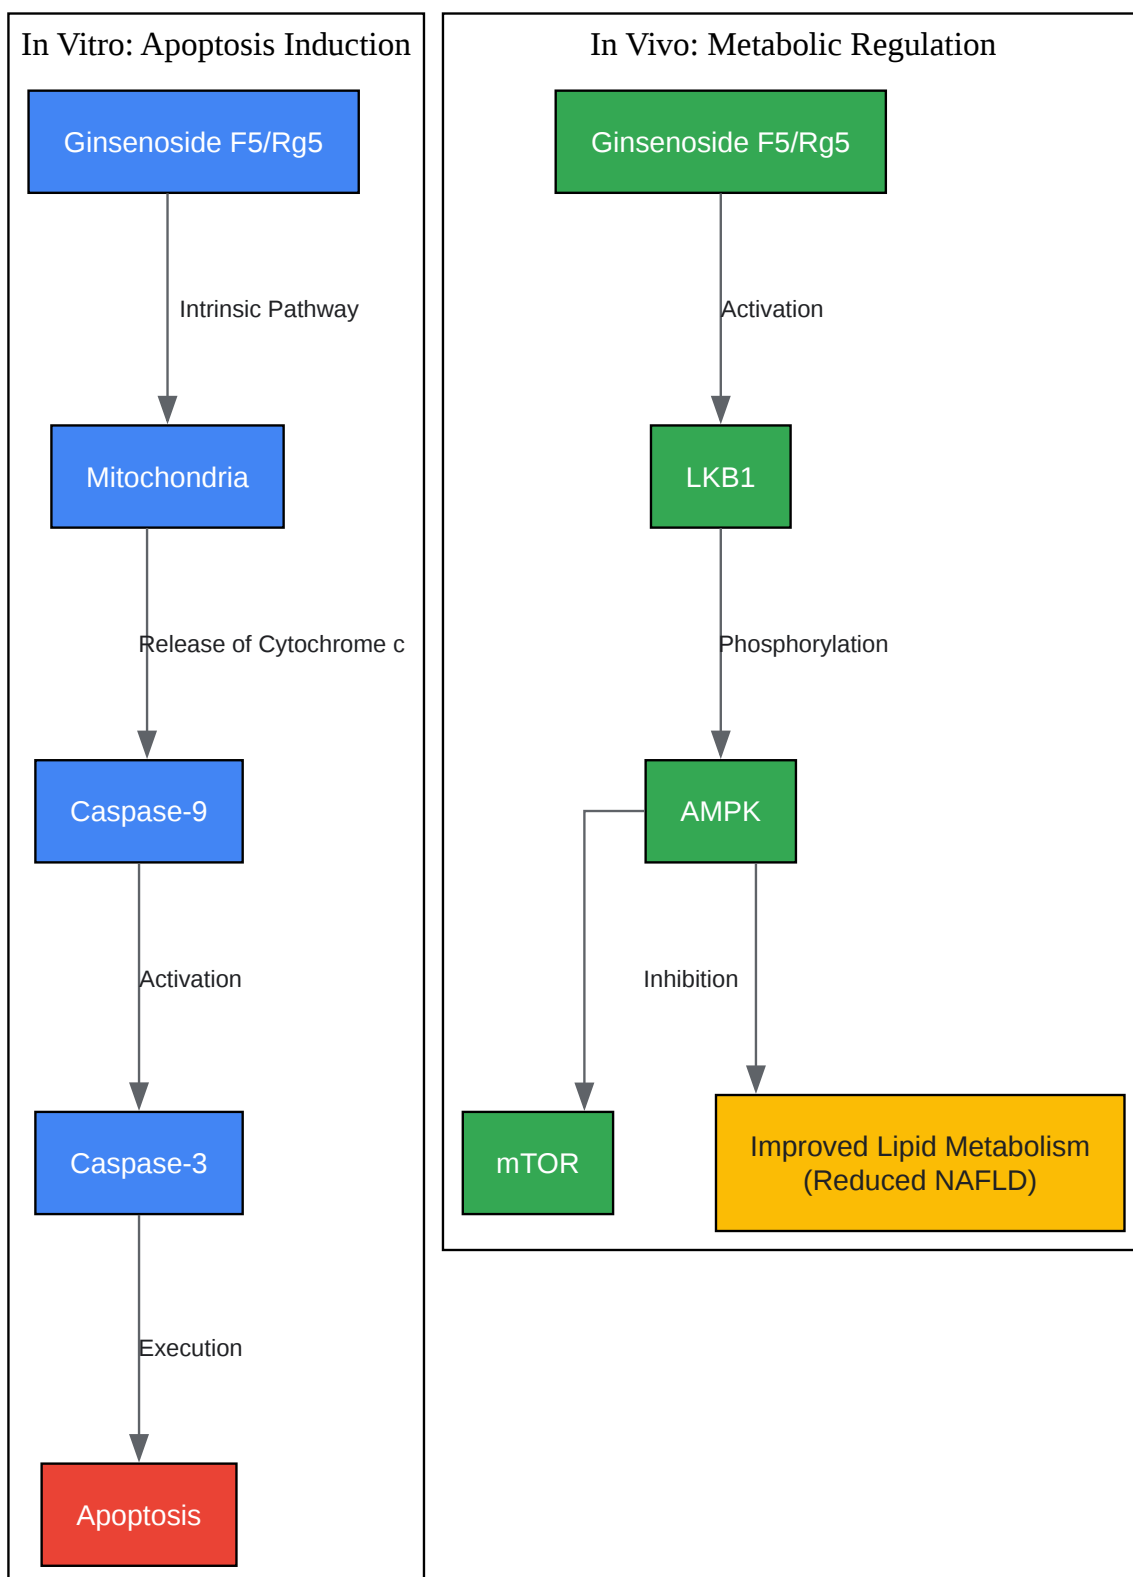 In Vitro: Apoptosis Induction
Ginsenoside F5/Rg5
Intrinsic Pathway
Mitochondria
Release of Cytochrome c
Caspase-9
Activation
Caspase-3
Execution
Apoptosis
In Vivo: Metabolic Regulation
Ginsenoside F5/Rg5
Activation
LKB1
Phosphorylation
AMPK
Inhibition
mTOR
Improved Lipid Metabolism
(Reduced NAFLD)